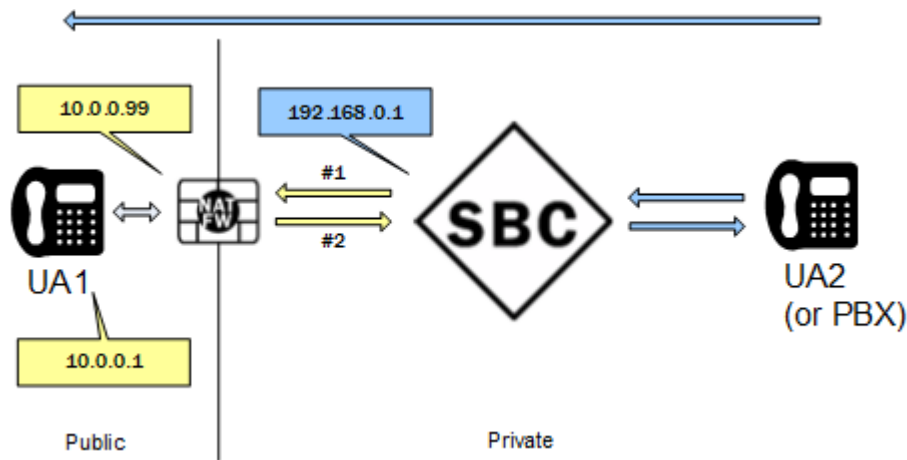 10.0.0.99
192.168.0.1
#1
NAT
FW
SBC
#2
UA1
UA2
(or PBX)
10.0.0.1
Public
Private